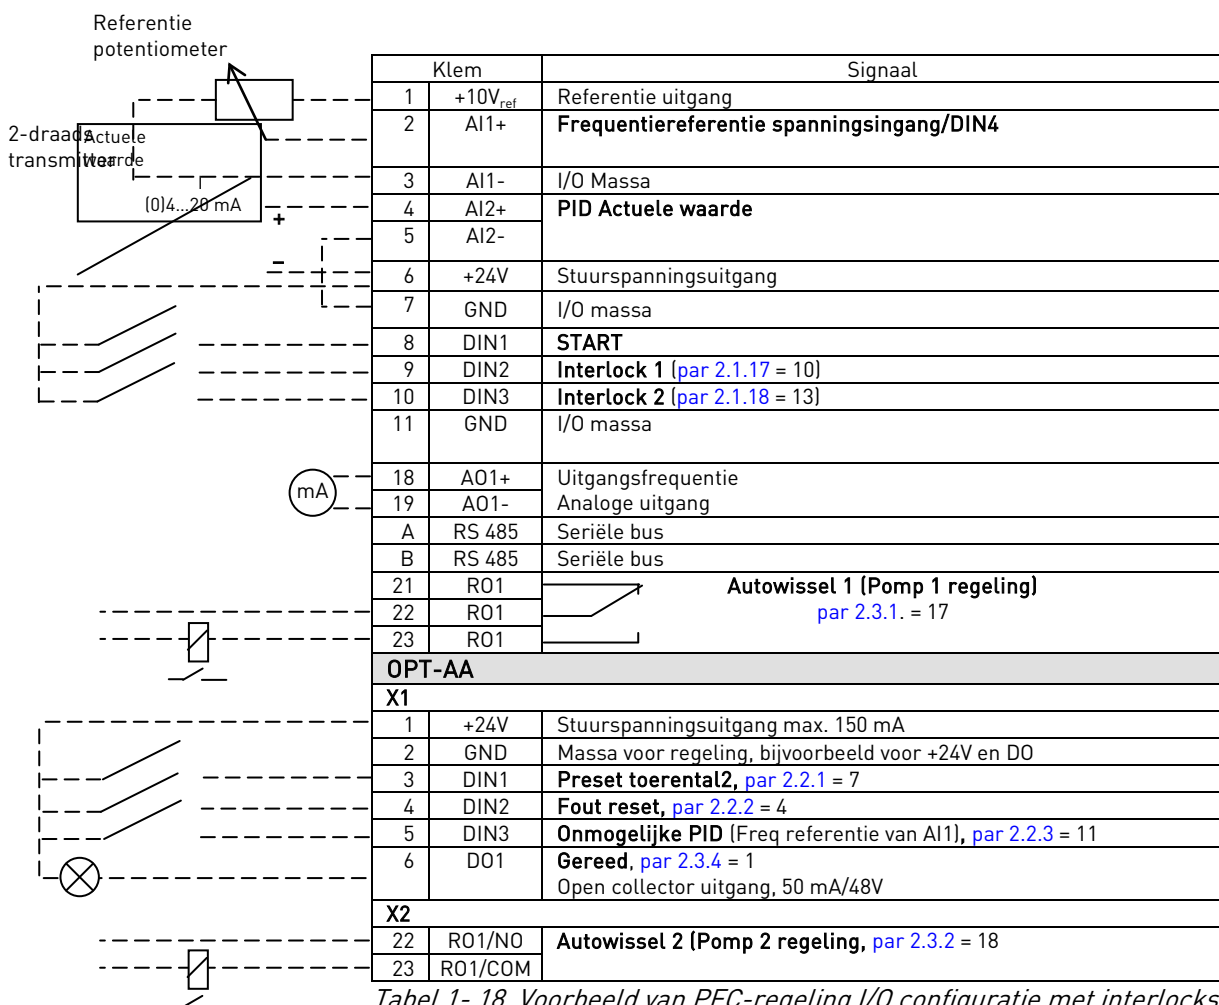 Referentie
potentiometer
Klem Signaal
1 +10Vref Referentie uitgang
2 AI1+ Frequentiereferentie spanningsingang/DIN4
2-draads
transmitter
Actuele
waarde
3 AI1- I/O Massa
(0)4...20 mA
4 AI2+ PID Actuele waarde
+
5 AI2-
–
6 +24V Stuurspanningsuitgang
7 GND I/O massa
8 DIN1 START
9 DIN2 Interlock 1 (par 2.1.17 = 10)
10 DIN3 Interlock 2 (par 2.1.18 = 13)
11 GND I/O massa
18 AO1+ Uitgangsfrequentie
mA
19 AO1- Analoge uitgang
A RS 485 Seriële bus
B RS 485 Seriële bus
21 RO1 Autowissel 1 (Pomp 1 regeling)
22 RO1 par 2.3.1. = 17
23 RO1
OPT-AA
X1
1 +24V Stuurspanningsuitgang max. 150 mA
2 GND Massa voor regeling, bijvoorbeeld voor +24V en DO
3 DIN1 Preset toerental2, par 2.2.1 = 7
4 DIN2 Fout reset, par 2.2.2 = 4
5 DIN3 Onmogelijke PID (Freq referentie van AI1), par 2.2.3 = 11
6 DO1 Gereed, par 2.3.4 = 1
Open collector uitgang, 50 mA/48V
X2
22 RO1/NO Autowissel 2 (Pomp 2 regeling, par 2.3.2 = 18
23 RO1/COM
Tabel 1- 18. Voorbeeld van PFC-regeling I/O configuratie met interlocks